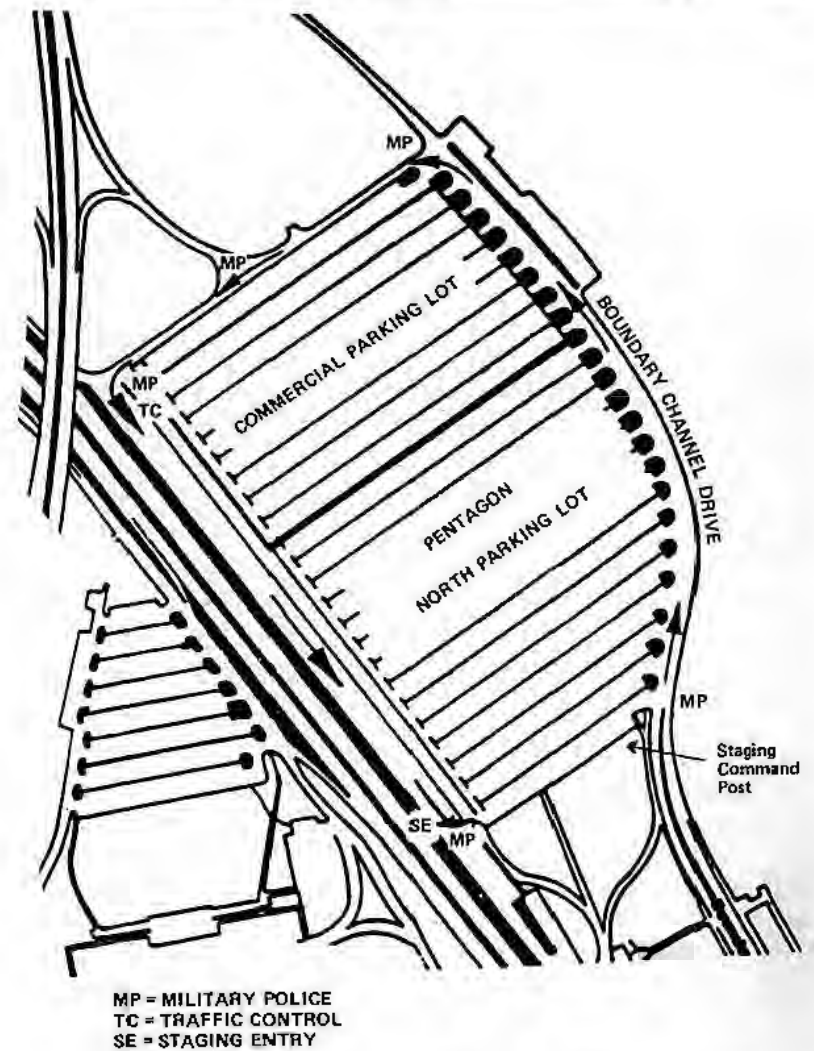 MP
MP
COMMERCIAL PARKING LOT
BOUNDARY CHANNEL DRIVE
MP
TC
PENTAGON
NORTH PARKING LOT
MP
Staging
Command
Post
SE
MP
MP = MILITARY POLICE
TC = TRAFFIC CONTROL
SE = STAGING ENTRY